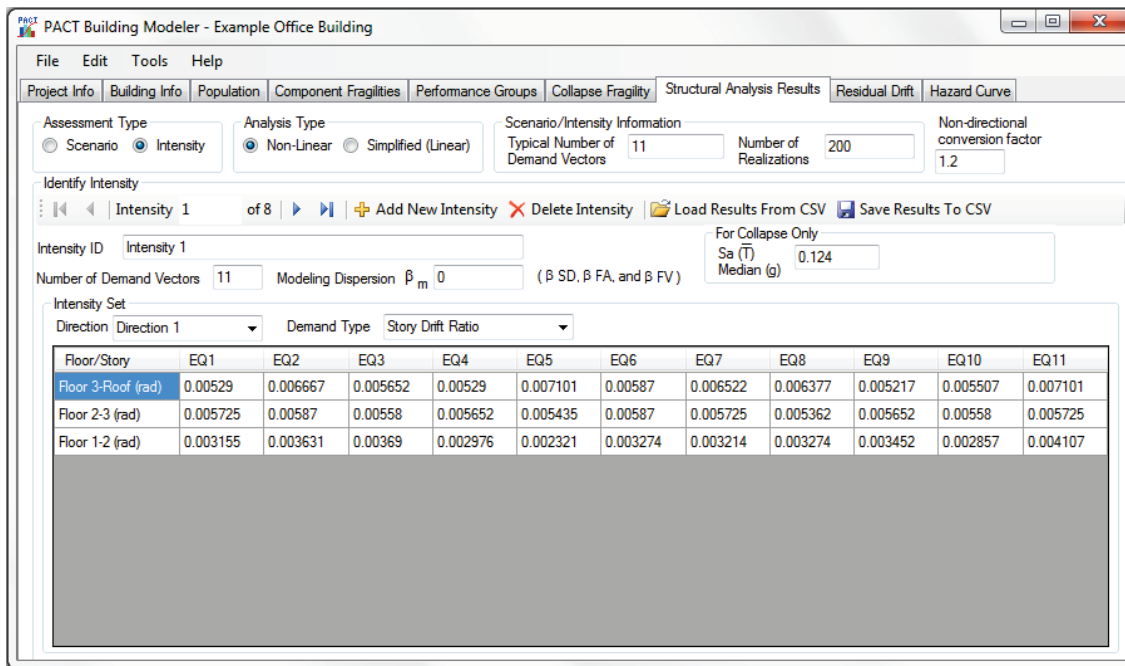 PACT PACT Building Modeler - Example Office Building
File Edit Tools Help
Project Info Building Info Population Component Fragilities Performance Groups Collapse Fragility Structural Analysis Results Residual Drift Hazard Curve
Assessment Type
Scenario Intensity
Analysis Type
Non-Linear Simplified (Linear)
Scenario/Intensity Information
Typical Number of Demand Vectors 11
Number of Realizations 200
Non-directional conversion factor
1.2
Identify Intensity
Intensity 1 of 8 Add New Intensity Delete Intensity Load Results From CSV Save Results To CSV
Intensity ID Intensity 1
For Collapse Only
Sa (T̅) Median (g) 0.124
Number of Demand Vectors 11 Modeling Dispersion β m 0 ( β SD, β FA, and β FV )
Intensity Set
Direction Direction 1 Demand Type Story Drift Ratio
Floor/Story EQ1 EQ2 EQ3 EQ4 EQ5 EQ6 EQ7 EQ8 EQ9 EQ10 EQ11
Floor 3-Roof (rad) 0.00529 0.006667 0.005652 0.00529 0.007101 0.00587 0.006522 0.006377 0.005217 0.005507 0.007101
Floor 2-3 (rad) 0.005725 0.00587 0.00558 0.005652 0.005435 0.00587 0.005725 0.005362 0.005652 0.00558 0.005725
Floor 1-2 (rad) 0.003155 0.003631 0.00369 0.002976 0.002321 0.003274 0.003214 0.003274 0.003452 0.002857 0.004107